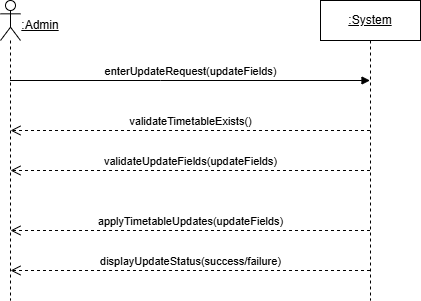 :Admin
:System
enterUpdateRequest(updateFields)
validateTimetableExists()
validateUpdateFields(updateFields)
applyTimetableUpdates(updateFields)
displayUpdateStatus(success/failure)